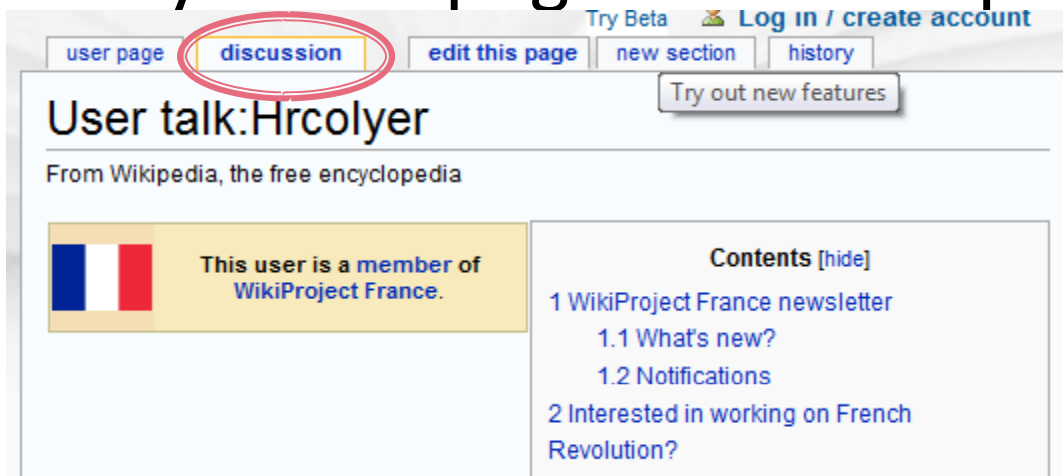 Try Beta Log in / create account
user page discussion edit this page new section history
Try out new features
User talk:Hrcolyer
From Wikipedia, the free encyclopedia
This user is a member of
WikiProject France.
Contents [hide]
1 WikiProject France newsletter
1.1 What's new?
1.2 Notifications
2 Interested in working on French
Revolution?